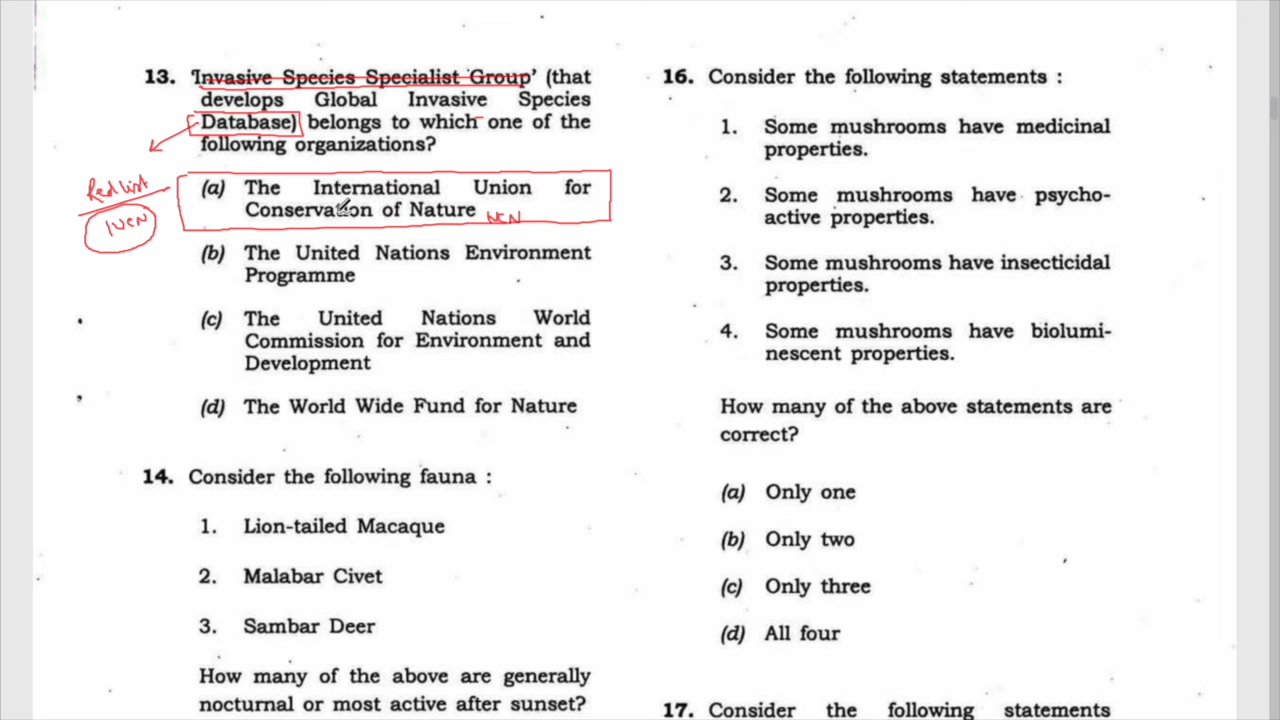 13. 'Invasive Species Specialist Group' (that
develops Global Invasive Species
Database) belongs to which one of the
following organizations?
Red list
IUCN
(a) The International Union for
Conservation of Nature
(b) The United Nations Environment
Programme
(c) The United Nations World
Commission for Environment and
Development
(d) The World Wide Fund for Nature
14. Consider the following fauna :
1. Lion-tailed Macaque
2. Malabar Civet
3. Sambar Deer
How many of the above are generally
nocturnal or most active after sunset?
16. Consider the following statements :
1. Some mushrooms have medicinal
properties.
2. Some mushrooms have psycho-
active properties.
3. Some mushrooms have insecticidal
properties.
4. Some mushrooms have biolumi-
nescent properties.
How many of the above statements are
correct?
(a) Only one
(b) Only two
(c) Only three
(d) All four
17. Consider the following statements